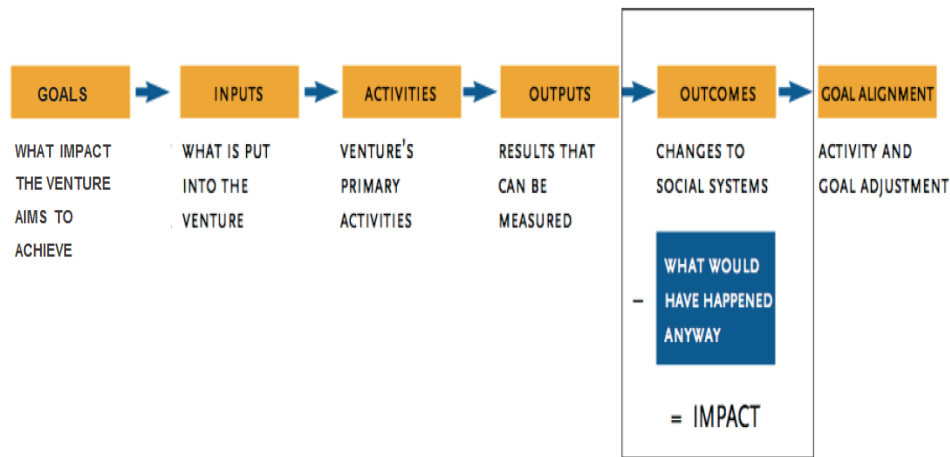 GOALS
INPUTS
ACTIVITIES
OUTPUTS
OUTCOMES
GOAL ALIGNMENT
WHAT IMPACT
THE VENTURE
AIMS TO
ACHIEVE
WHAT IS PUT
INTO THE
VENTURE
VENTURE'S
PRIMARY
ACTIVITIES
RESULTS THAT
CAN BE
MEASURED
CHANGES TO
SOCIAL SYSTEMS
ACTIVITY AND
GOAL ADJUSTMENT
–
WHAT WOULD
HAVE HAPPENED
ANYWAY
= IMPACT